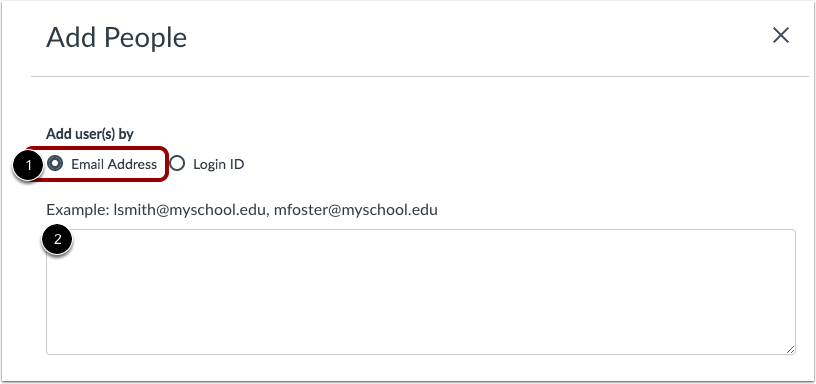 Add People
Add user(s) by
1 Email Address Login ID
Example: lsmith@myschool.edu, mfoster@myschool.edu
2